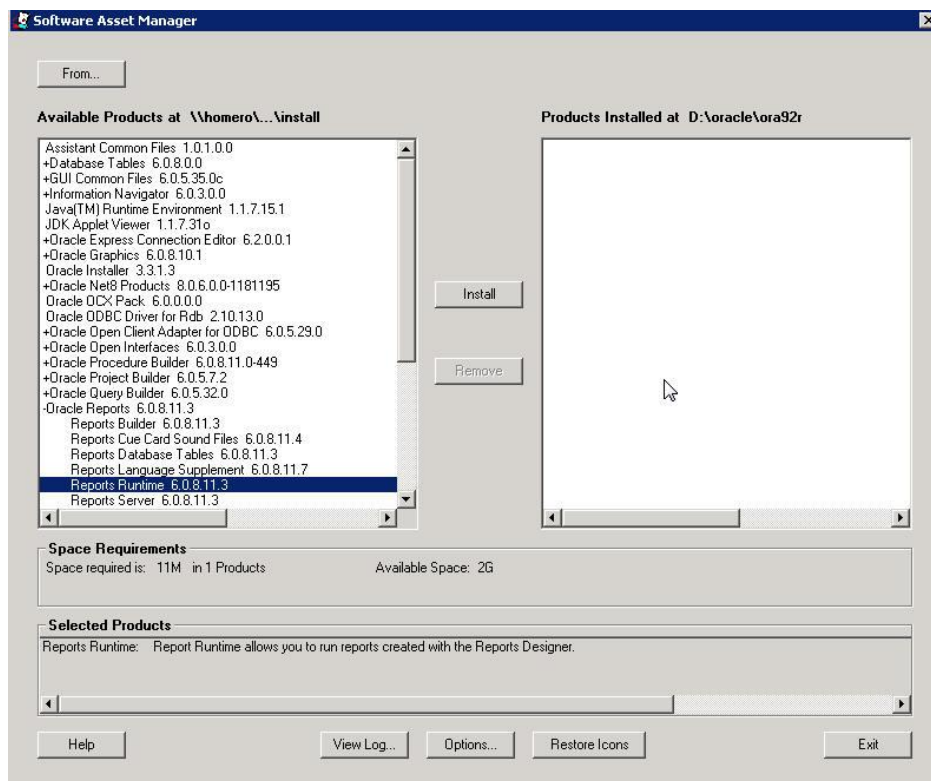 Software Asset Manager
From...
Available Products at \\homero\...\install
Products Installed at D:\oracle\ora92r
Assistant Common Files 1.0.1.0.0
+Database Tables 6.0.8.0.0
+GUI Common Files 6.0.5.35.0c
+Information Navigator 6.0.3.0.0
Java(TM) Runtime Environment 1.1.7.15.1
JDK Applet Viewer 1.1.7.31o
+Oracle Express Connection Editor 6.2.0.0.1
+Oracle Graphics 6.0.8.10.1
Oracle Installer 3.3.1.3
+Oracle Net8 Products 8.0.6.0.0-1181195
Oracle OCX Pack 6.0.0.0.0
Oracle ODBC Driver for Rdb 2.10.13.0
+Oracle Open Client Adapter for ODBC 6.0.5.29.0
+Oracle Open Interfaces 6.0.3.0.0
+Oracle Procedure Builder 6.0.8.11.0-449
+Oracle Project Builder 6.0.5.7.2
+Oracle Query Builder 6.0.5.32.0
-Oracle Reports 6.0.8.11.3
Reports Builder 6.0.8.11.3
Reports Cue Card Sound Files 6.0.8.11.4
Reports Database Tables 6.0.8.11.3
Reports Language Supplement 6.0.8.11.7
Reports Runtime 6.0.8.11.3
Reports Server 6.0.8.11.3
Install
Remove
Space Requirements
Space required is: 11M in 1 Products
Available Space: 2G
Selected Products
Reports Runtime: Report Runtime allows you to run reports created with the Reports Designer.
Help
View Log...
Options...
Restore Icons
Exit